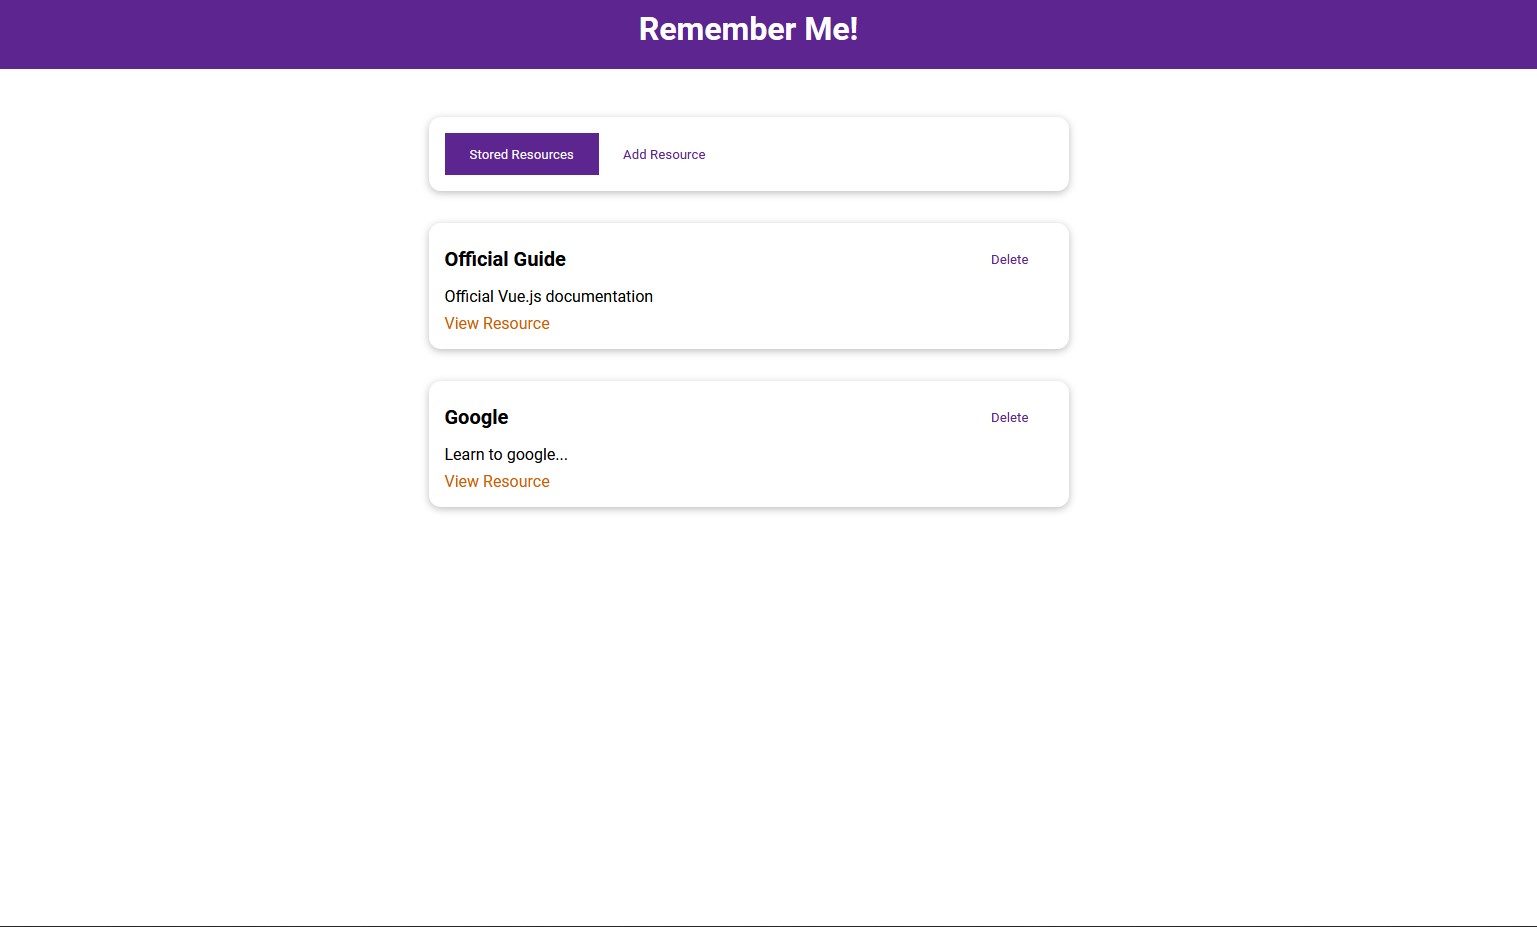 Remember Me!
Stored Resources Add Resource
Official Guide Delete
Official Vue.js documentation
View Resource
Google Delete
Learn to google...
View Resource